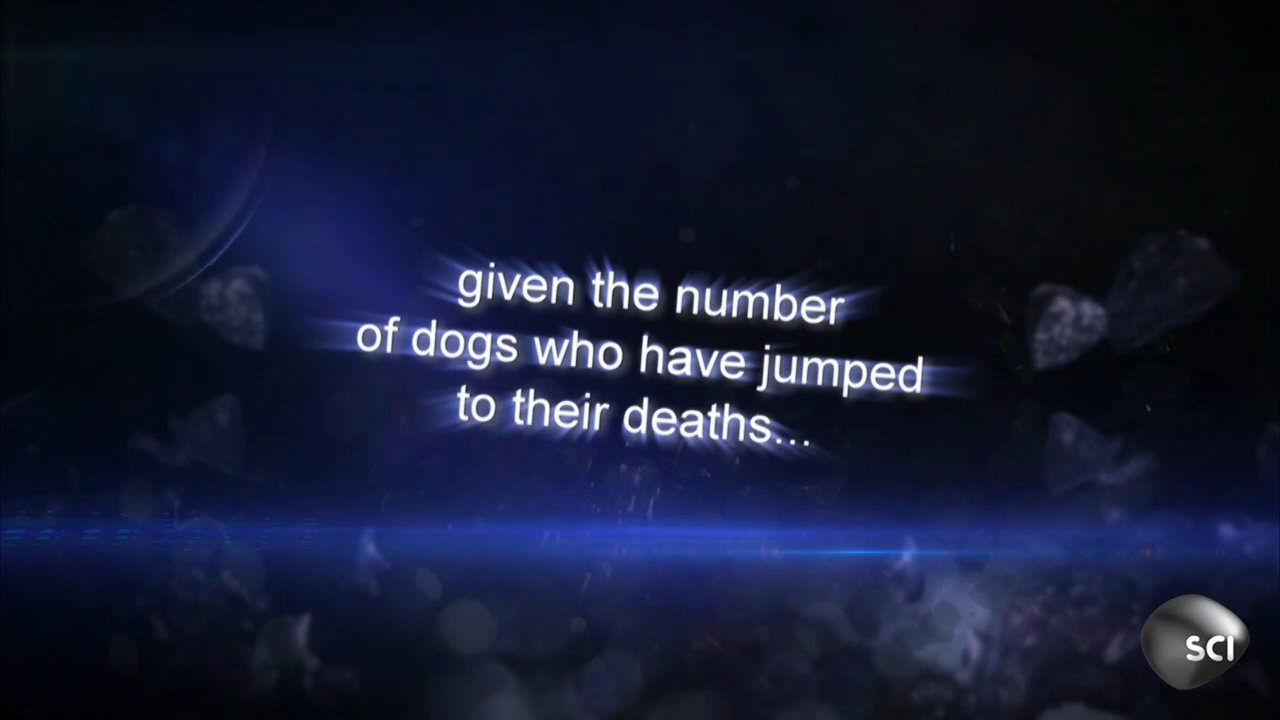 given the number
of dogs who have jumped
to their deaths...
SCI